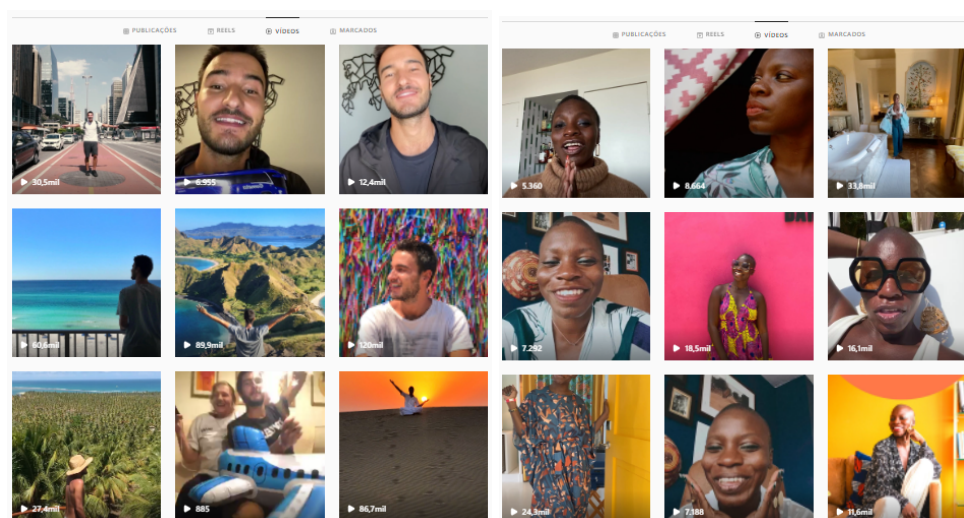 PUBLICAÇÕES REELS VÍDEOS MARCADOS
30,5mil 6.955 12,4mil
60,6mil 89,9mil 120mil
27,4mil 885 86,7mil
PUBLICAÇÕES REELS VÍDEOS MARCADOS
5.360 8.664 33,8mil
7.292 18,5mil 16,1mil
24,3mil 7.188 11,6mil